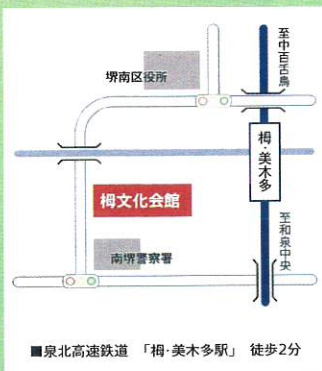 至中百舌鳥
堺南区役所
栂・美木多
栂文化会館
至和泉中央
南堺警察署
■泉北高速鉄道 「栂・美木多駅」 徒歩2分